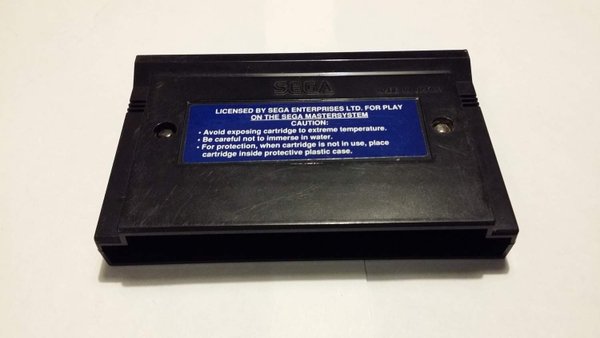 SEGA
LICENSED BY SEGA ENTERPRISES LTD. FOR PLAY
ON THE SEGA MASTERSYSTEM
CAUTION:
• Avoid exposing cartridge to extreme temperature.
• Be careful not to immerse in water.
• For protection, when cartridge is not in use, place
cartridge inside protective plastic case.